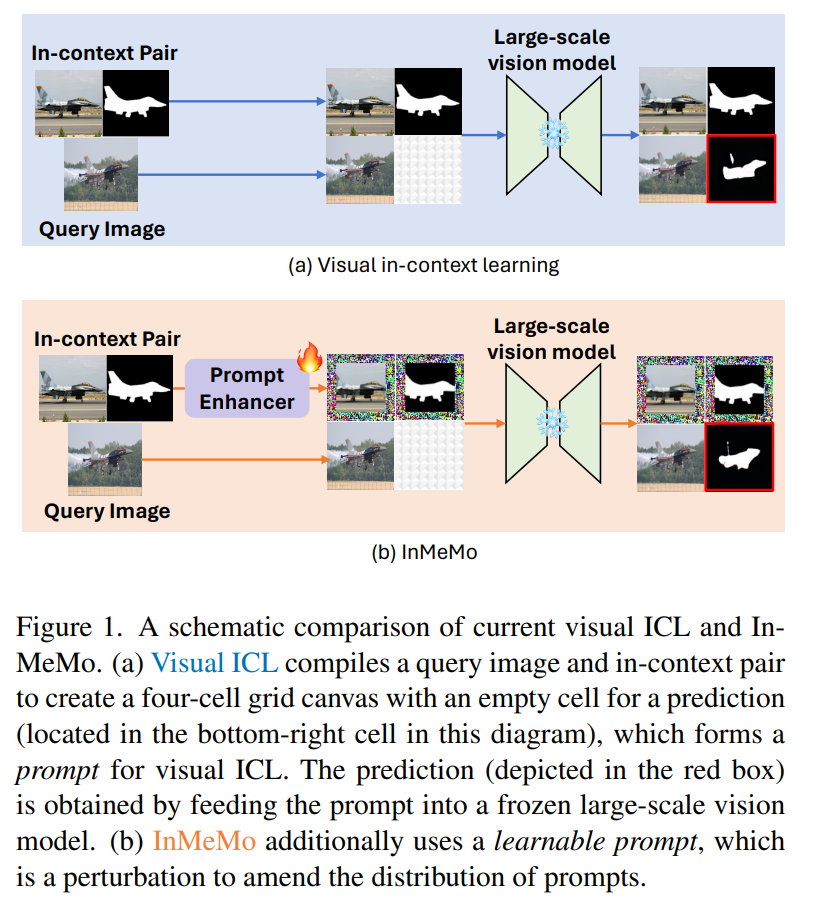 In-context Pair
Large-scale
vision model
Query Image
(a) Visual in-context learning
In-context Pair
Large-scale
vision model
Prompt
Enhancer
Query Image
(b) InMeMo
Figure 1. A schematic comparison of current visual ICL and In-
MeMo. (a) Visual ICL compiles a query image and in-context pair
to create a four-cell grid canvas with an empty cell for a prediction
(located in the bottom-right cell in this diagram), which forms a
prompt for visual ICL. The prediction (depicted in the red box)
is obtained by feeding the prompt into a frozen large-scale vision
model. (b) InMeMo additionally uses a learnable prompt, which
is a perturbation to amend the distribution of prompts.